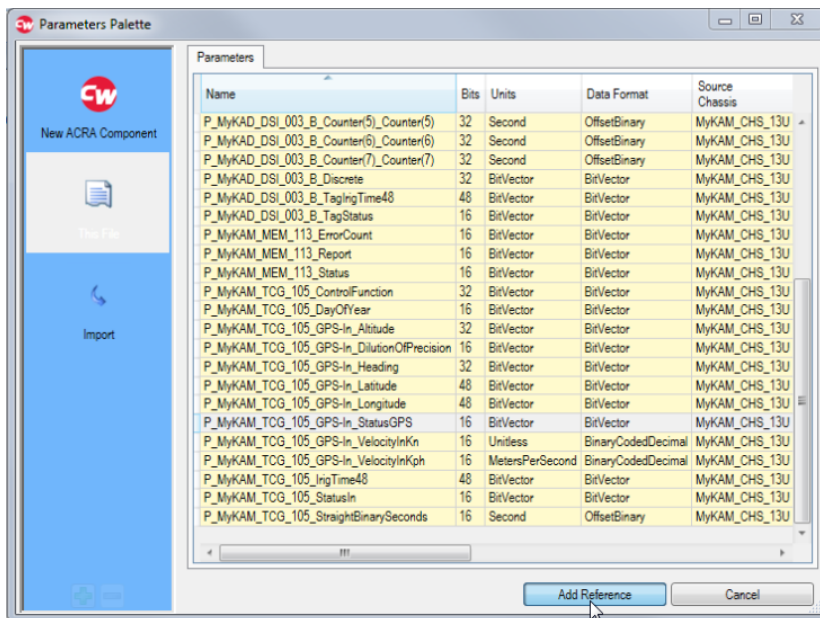 Parameters Palette
Parameters
Name Bits Units Data Format Source Chassis
P_MyKAD_DSI_003_B_Counter(5)_Counter(5) 32 Second OffsetBinary MyKAM_CHS_13U
P_MyKAD_DSI_003_B_Counter(6)_Counter(6) 32 Second OffsetBinary MyKAM_CHS_13U
P_MyKAD_DSI_003_B_Counter(7)_Counter(7) 32 Second OffsetBinary MyKAM_CHS_13U
P_MyKAD_DSI_003_B_Discrete 32 BitVector BitVector MyKAM_CHS_13U
P_MyKAD_DSI_003_B_TagIrigTime48 48 BitVector BitVector MyKAM_CHS_13U
P_MyKAD_DSI_003_B_TagStatus 16 BitVector BitVector MyKAM_CHS_13U
P_MyKAM_MEM_113_ErrorCount 16 BitVector BitVector MyKAM_CHS_13U
P_MyKAM_MEM_113_Report 16 BitVector BitVector MyKAM_CHS_13U
P_MyKAM_MEM_113_Status 16 BitVector BitVector MyKAM_CHS_13U
P_MyKAM_TCG_105_ControlFunction 32 BitVector BitVector MyKAM_CHS_13U
P_MyKAM_TCG_105_DayOfYear 16 BitVector BitVector MyKAM_CHS_13U
P_MyKAM_TCG_105_GPS-In_Altitude 32 BitVector BitVector MyKAM_CHS_13U
P_MyKAM_TCG_105_GPS-In_DilutionOfPrecision 16 BitVector BitVector MyKAM_CHS_13U
P_MyKAM_TCG_105_GPS-In_Heading 32 BitVector BitVector MyKAM_CHS_13U
P_MyKAM_TCG_105_GPS-In_Latitude 48 BitVector BitVector MyKAM_CHS_13U
P_MyKAM_TCG_105_GPS-In_Longitude 48 BitVector BitVector MyKAM_CHS_13U
P_MyKAM_TCG_105_GPS-In_StatusGPS 16 BitVector BitVector MyKAM_CHS_13U
P_MyKAM_TCG_105_GPS-In_VelocityInKn 16 Unitless BinaryCodedDecimal MyKAM_CHS_13U
P_MyKAM_TCG_105_GPS-In_VelocityInKph 16 MetersPerSecond BinaryCodedDecimal MyKAM_CHS_13U
P_MyKAM_TCG_105_IrigTime48 48 BitVector BitVector MyKAM_CHS_13U
P_MyKAM_TCG_105_StatusIn 16 BitVector BitVector MyKAM_CHS_13U
P_MyKAM_TCG_105_StraightBinarySeconds 16 Second OffsetBinary MyKAM_CHS_13U
CW
New ACRA Component
This File
Import
Add Reference Cancel